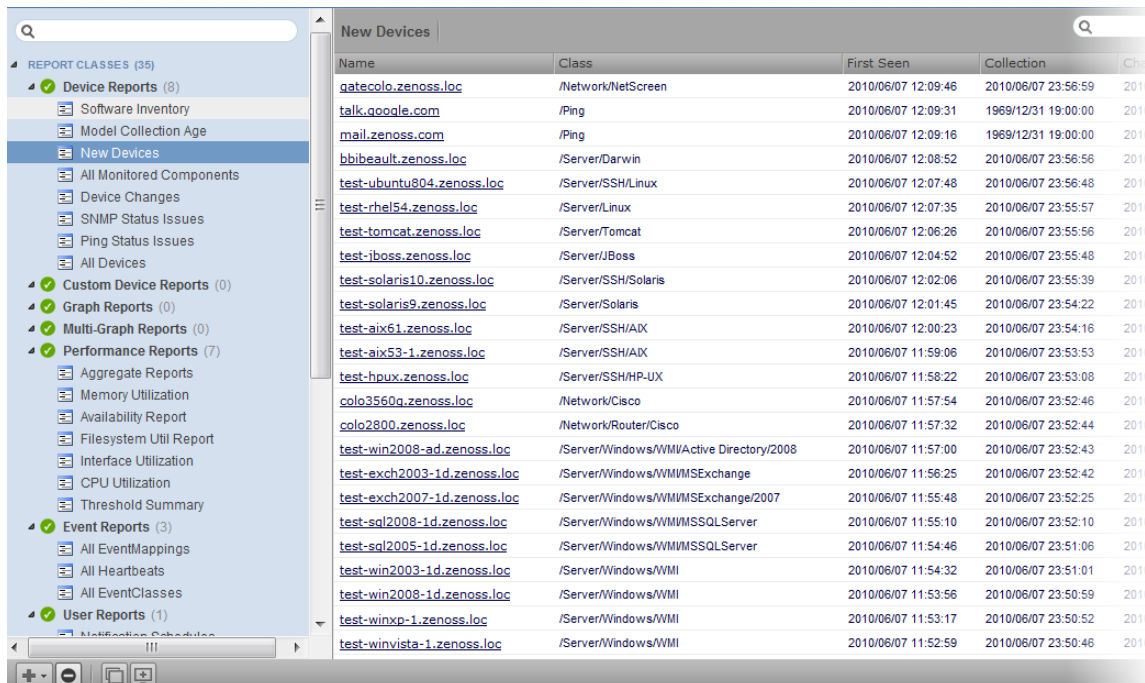 REPORT CLASSES (35)
Device Reports (8)
Software Inventory
Model Collection Age
New Devices
All Monitored Components
Device Changes
SNMP Status Issues
Ping Status Issues
All Devices
Custom Device Reports (0)
Graph Reports (0)
Multi-Graph Reports (0)
Performance Reports (7)
Aggregate Reports
Memory Utilization
Availability Report
Filesystem Util Report
Interface Utilization
CPU Utilization
Threshold Summary
Event Reports (3)
All EventMappings
All Heartbeats
All EventClasses
User Reports (1)
Notification Schedules
New Devices
Name Class First Seen Collection
gatecolo.zenoss.loc /Network/NetScreen 2010/06/07 12:09:46 2010/06/07 23:56:59 201
talk.google.com /Ping 2010/06/07 12:09:31 1969/12/31 19:00:00 201
mail.zenoss.com /Ping 2010/06/07 12:09:16 1969/12/31 19:00:00 201
bbibeault.zenoss.loc /Server/Darwin 2010/06/07 12:08:52 2010/06/07 23:56:56 201
test-ubuntu804.zenoss.loc /Server/SSH/Linux 2010/06/07 12:07:48 2010/06/07 23:56:48 201
test-rhel54.zenoss.loc /Server/Linux 2010/06/07 12:07:35 2010/06/07 23:55:57 201
test-tomcat.zenoss.loc /Server/Tomcat 2010/06/07 12:06:26 2010/06/07 23:55:56 201
test-jboss.zenoss.loc /Server/JBoss 2010/06/07 12:04:52 2010/06/07 23:55:48 201
test-solaris10.zenoss.loc /Server/SSH/Solaris 2010/06/07 12:02:06 2010/06/07 23:55:39 201
test-solaris9.zenoss.loc /Server/Solaris 2010/06/07 12:01:45 2010/06/07 23:54:22 201
test-aix61.zenoss.loc /Server/SSH/AIX 2010/06/07 12:00:23 2010/06/07 23:54:16 201
test-aix53-1.zenoss.loc /Server/SSH/AIX 2010/06/07 11:59:06 2010/06/07 23:53:53 201
test-hpux.zenoss.loc /Server/SSH/HP-UX 2010/06/07 11:58:22 2010/06/07 23:53:08 201
colo3560g.zenoss.loc /Network/Cisco 2010/06/07 11:57:54 2010/06/07 23:52:46 201
colo2800.zenoss.loc /Network/Router/Cisco 2010/06/07 11:57:32 2010/06/07 23:52:44 201
test-win2008-ad.zenoss.loc /Server/Windows/WMI/Active Directory/2008 2010/06/07 11:57:00 2010/06/07 23:52:43 201
test-exch2003-1d.zenoss.loc /Server/Windows/WMI/MSExchange 2010/06/07 11:56:25 2010/06/07 23:52:42 201
test-exch2007-1d.zenoss.loc /Server/Windows/WMI/MSExchange/2007 2010/06/07 11:55:48 2010/06/07 23:52:25 201
test-sql2008-1d.zenoss.loc /Server/Windows/WMI/MSSQLServer 2010/06/07 11:55:10 2010/06/07 23:52:10 201
test-sql2005-1d.zenoss.loc /Server/Windows/WMI/MSSQLServer 2010/06/07 11:54:46 2010/06/07 23:51:06 201
test-win2003-1d.zenoss.loc /Server/Windows/WMI 2010/06/07 11:54:32 2010/06/07 23:51:01 201
test-win2008-1d.zenoss.loc /Server/Windows/WMI 2010/06/07 11:53:56 2010/06/07 23:50:59 201
test-winxp-1.zenoss.loc /Server/Windows/WMI 2010/06/07 11:53:17 2010/06/07 23:50:52 201
test-winvista-1.zenoss.loc /Server/Windows/WMI 2010/06/07 11:52:59 2010/06/07 23:50:46 201